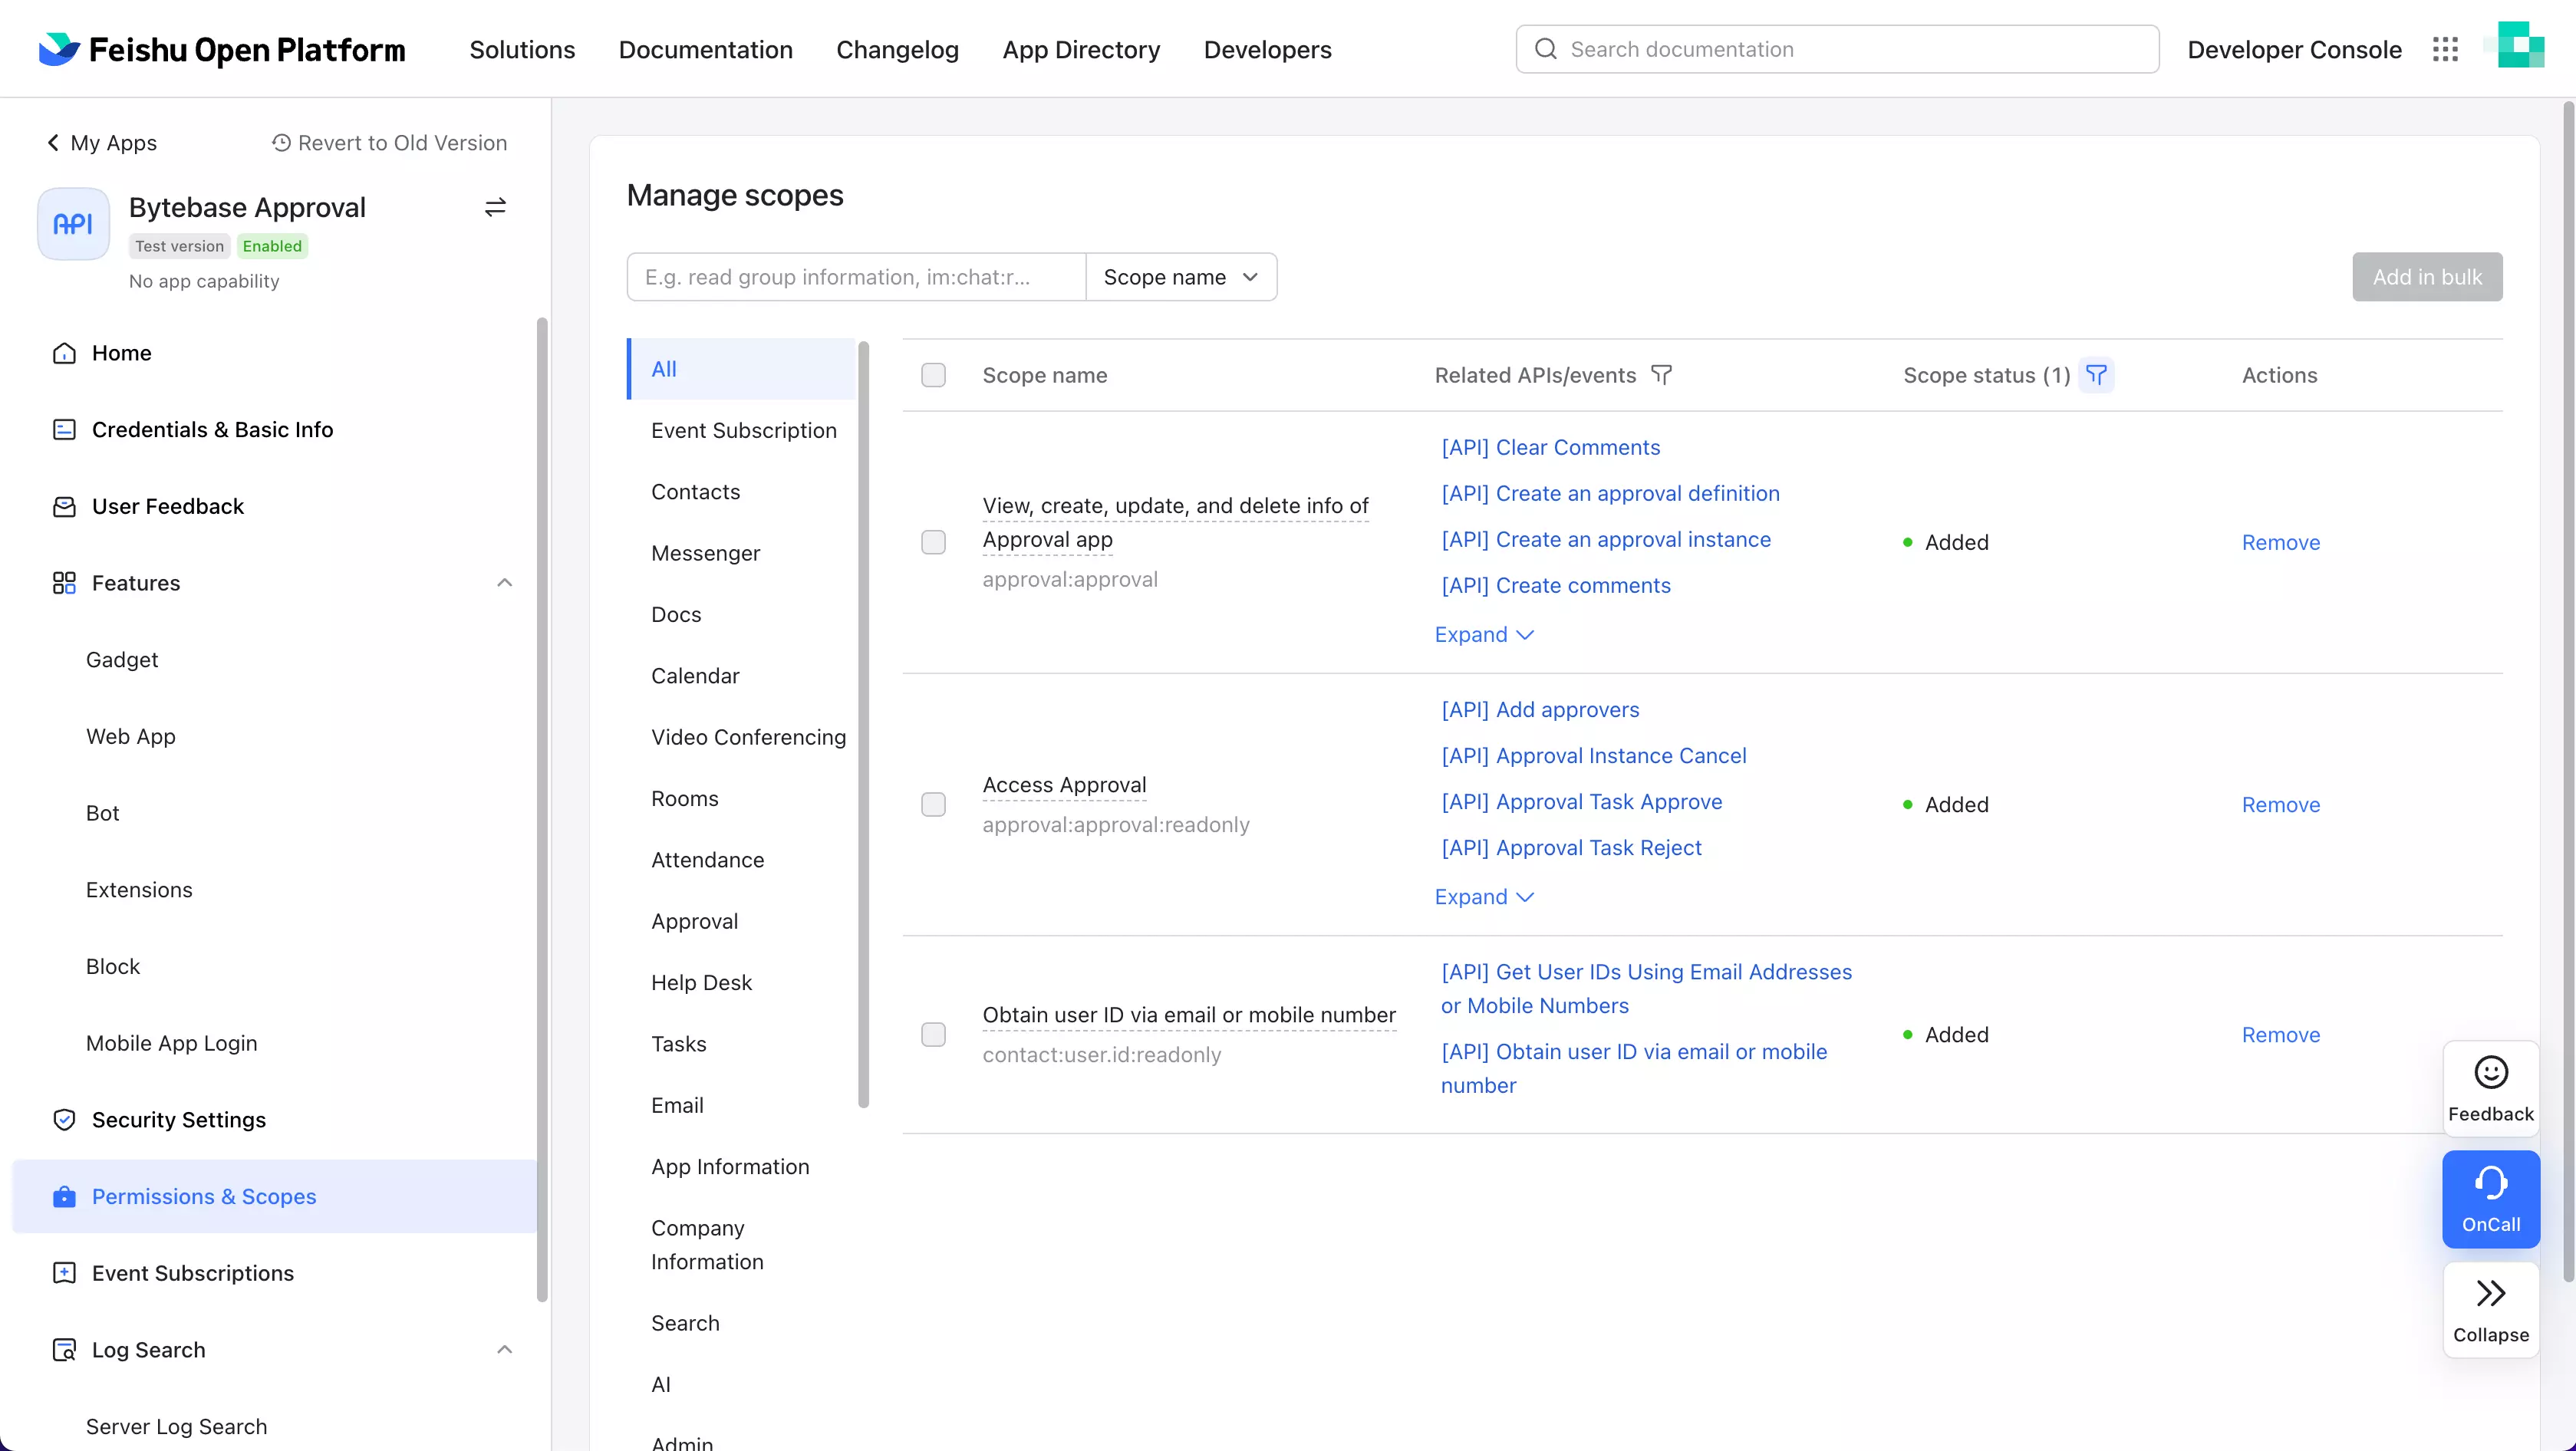 Feishu Open Platform
Solutions
Documentation
Changelog
App Directory
Developers
Search documentation
Developer Console
My Apps
Revert to Old Version
API
Bytebase Approval
Test version
Enabled
No app capability
Home
Credentials & Basic Info
User Feedback
Features
Gadget
Web App
Bot
Extensions
Block
Mobile App Login
Security Settings
Permissions & Scopes
Event Subscriptions
Log Search
Server Log Search
Manage scopes
E.g. read group information, im:chat:r...
Scope name
Add in bulk
All
Event Subscription
Contacts
Messenger
Docs
Calendar
Video Conferencing
Rooms
Attendance
Approval
Help Desk
Tasks
Email
App Information
Company
Information
Search
AI
Admin
Scope name
Related APIs/events
Scope status (1)
Actions
View, create, update, and delete info of
Approval app
approval:approval
[API] Clear Comments
[API] Create an approval definition
[API] Create an approval instance
[API] Create comments
Expand
Added
Remove
Access Approval
approval:approval:readonly
[API] Add approvers
[API] Approval Instance Cancel
[API] Approval Task Approve
[API] Approval Task Reject
Expand
Added
Remove
Obtain user ID via email or mobile number
contact:user.id:readonly
[API] Get User IDs Using Email Addresses
or Mobile Numbers
[API] Obtain user ID via email or mobile
number
Added
Remove
Feedback
OnCall
Collapse